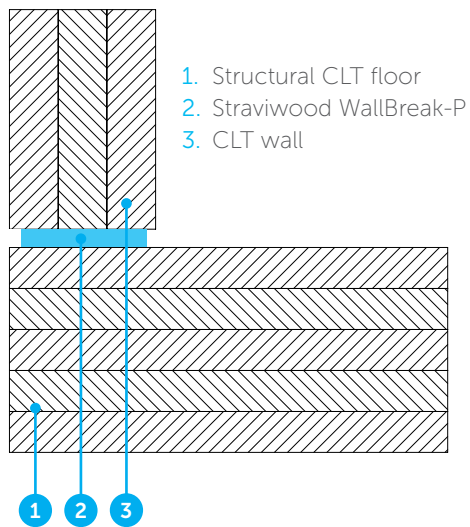 1. Structural CLT floor
2. Straviwood WallBreak-P
3. CLT wall
1 2 3